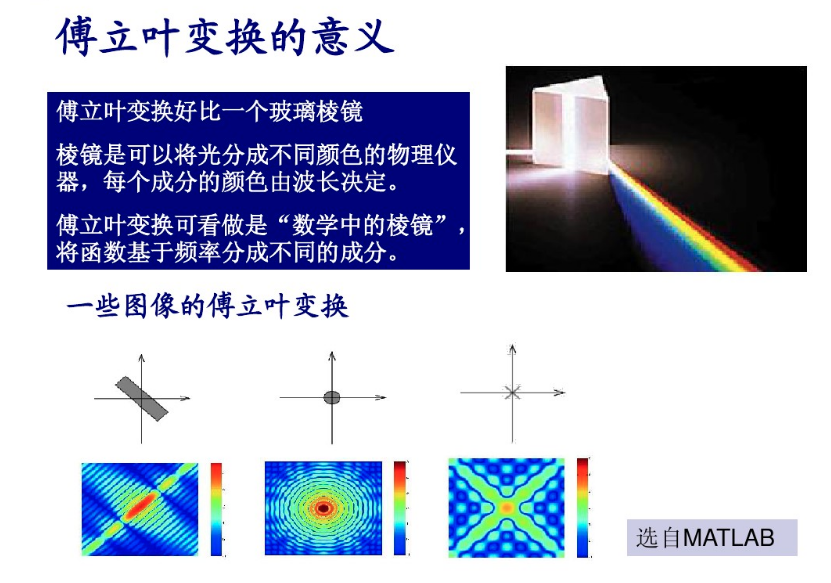 傅立叶变换的意义
傅立叶变换好比一个玻璃棱镜
棱镜是可以将光分成不同颜色的物理仪
器，每个成分的颜色由波长决定。
傅立叶变换可看做是“数学中的棱镜”，
将函数基于频率分成不同的成分。
一些图像的傅立叶变换
选自MATLAB